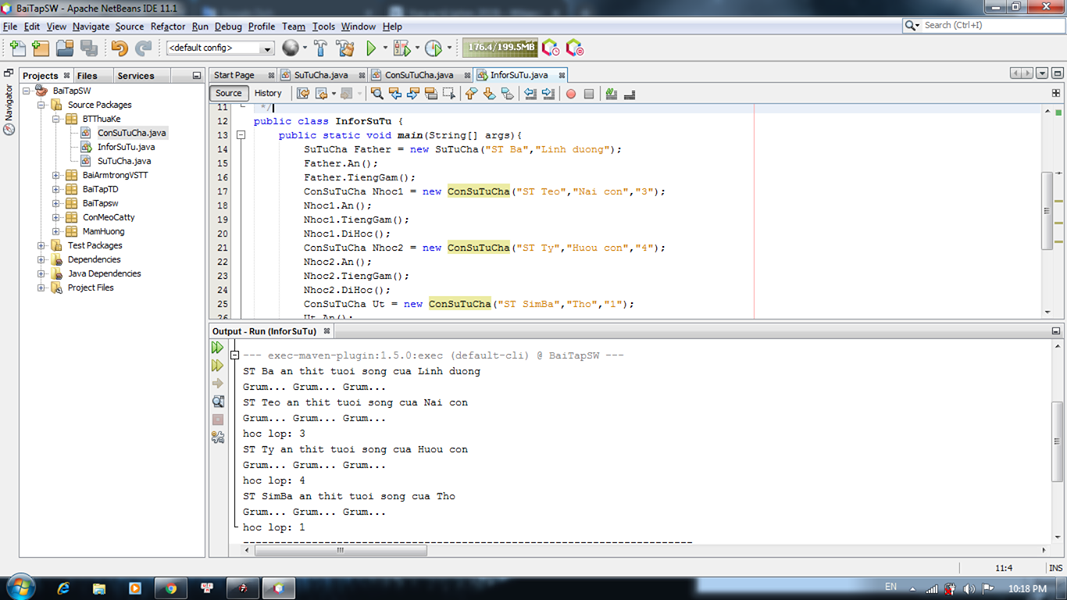 BaiTapSW - Apache NetBeans IDE 11.1
File Edit View Navigate Source Refactor Run Debug Profile Team Tools Window Help
Search (Ctrl+I)
<default config>
176.4/199.5MB
Navigator
Projects Files Services
BaiTapSW
Source Packages
BTThuaKe
ConSuTuCha.java
InforSuTu.java
SuTuCha.java
BaiArmstrongVSTT
BaiTapTD
BaiTapsw
ConMeoCatty
MamHuong
Test Packages
Dependencies
Java Dependencies
Project Files
Start Page SuTuCha.java ConSuTuCha.java InforSuTu.java
Source History
11 */
12 public class InforSuTu {
13 public static void main(String[] args){
14 SuTuCha Father = new SuTuCha("ST Ba","Linh duong");
15 Father.An();
16 Father.TiengGam();
17 ConSuTuCha Nhoc1 = new ConSuTuCha("ST Teo","Nai con","3");
18 Nhoc1.An();
19 Nhoc1.TiengGam();
20 Nhoc1.DiHoc();
21 ConSuTuCha Nhoc2 = new ConSuTuCha("ST Ty","Huou con","4");
22 Nhoc2.An();
23 Nhoc2.TiengGam();
24 Nhoc2.DiHoc();
25 ConSuTuCha Ut = new ConSuTuCha("ST SimBa","Tho","1");
26 Ut.An();
Output - Run (InforSuTu)
--- exec-maven-plugin:1.5.0:exec (default-cli) @ BaiTapSW ---
ST Ba an thit tuoi song cua Linh duong
Grum... Grum... Grum...
ST Teo an thit tuoi song cua Nai con
Grum... Grum... Grum...
hoc lop: 3
ST Ty an thit tuoi song cua Huou con
Grum... Grum... Grum...
hoc lop: 4
ST SimBa an thit tuoi song cua Tho
Grum... Grum... Grum...
hoc lop: 1
------------------------------------------------------------------------
11:4 INS
EN 10:18 PM